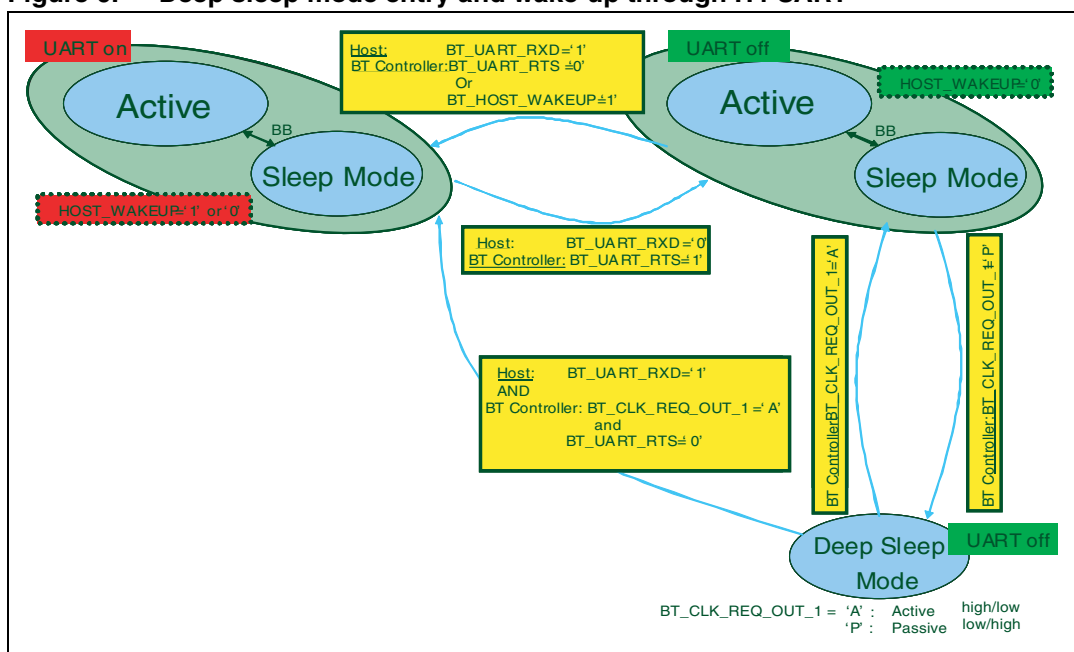 UART on
Active
BB
Sleep Mode
HOST_WAKEUP='1' or '0'
Host: BT_UART_RXD='1'
BT Controller:BT_UART_RTS ='0'
Or
BT_HOST_WAKEUP='1'
UART off
Active
HOST_WAKEUP='0'
BB
Sleep Mode
Host: BT_UART_RXD='0'
BT Controller: BT_UART_RTS='1'
Host: BT_UART_RXD='1'
AND
BT Controller: BT_CLK_REQ_OUT_1='A'
and
BT_UART_RTS='0'
BT ControllerBT_CLK_REQ_OUT_1='A'
BT Controller:BT_CLK_REQ_OUT_1='P'
Deep Sleep
Mode
UART off
BT_CLK_REQ_OUT_1 = 'A' : Active high/low
'P' : Passive low/high